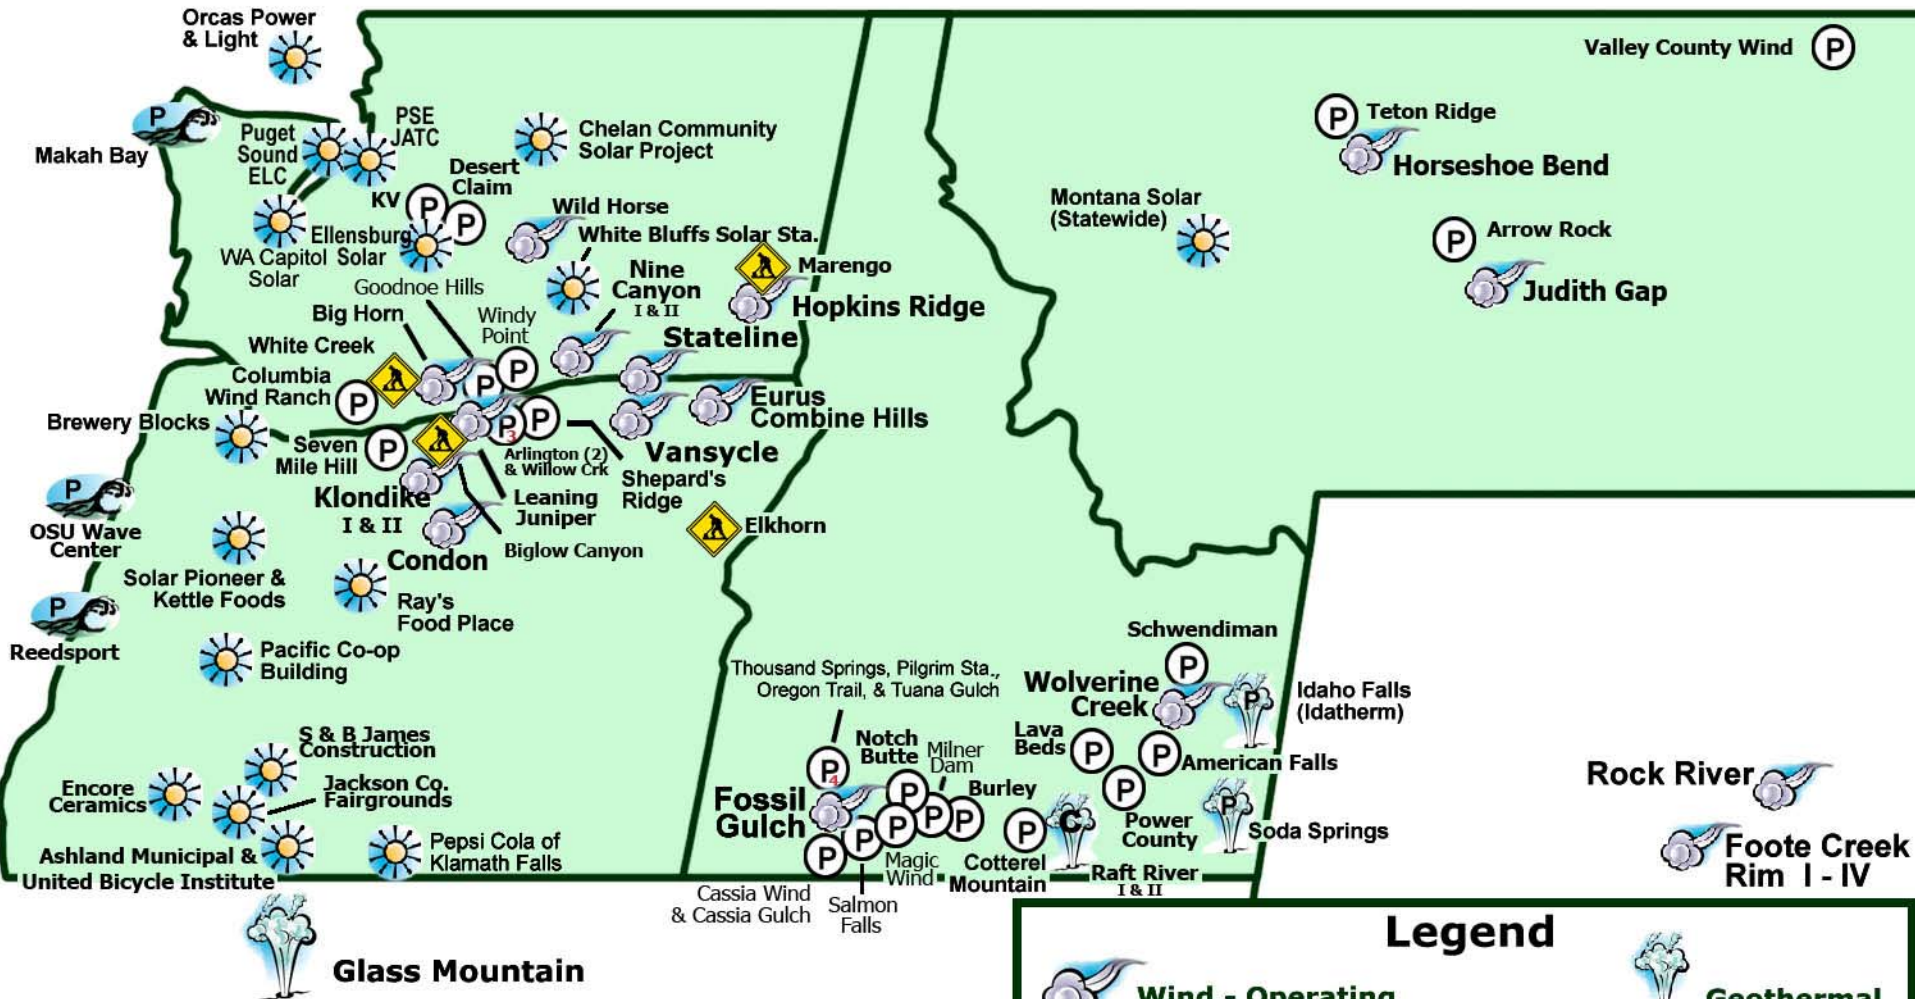 Orcas Power
& Light
Valley County Wind
P
P
Teton Ridge
Horseshoe Bend
P
Makah Bay
Puget
Sound
ELC
PSE
JATC
Chelan Community
Solar Project
Desert
Claim
KV
P
P
Montana Solar
(Statewide)
P
Arrow Rock
Judith Gap
Wild Horse
White Bluffs Solar Sta.
Ellensburg
Solar
WA Capitol
Solar
Goodnoe Hills
Nine
Canyon
I & II
Marengo
Hopkins Ridge
Big Horn
Windy
Point
Stateline
White Creek
Columbia
Wind Ranch
P
P
P
Eurus
Combine Hills
Brewery Blocks
Seven
Mile Hill
P
P
3
P
Arlington (2)
& Willow Crk
Vansycle
Shepard's
Ridge
Klondike
I & II
Leaning
Juniper
P
OSU Wave
Center
Elkhorn
Condon
Biglow Canyon
Solar Pioneer &
Kettle Foods
Ray's
Food Place
P
Reedsport
Pacific Co-op
Building
Schwendiman
P
Thousand Springs, Pilgrim Sta.,
Oregon Trail, & Tuana Gulch
Wolverine
Creek
P
Idaho Falls
(Idatherm)
Lava
Beds
P
P
American Falls
S & B James
Construction
Notch
Butte
Milner
Dam
P
4
Encore
Ceramics
Jackson Co.
Fairgrounds
Fossil
Gulch
P
P
P
P
Burley
P
Power
County
P
Soda Springs
Rock River
Ashland Municipal &
United Bicycle Institute
Pepsi Cola of
Klamath Falls
P
P
Magic
Wind
P
Cotterel
Mountain
C
Raft River
I & II
Foote Creek
Rim I - IV
Cassia Wind
& Cassia Gulch
Salmon
Falls
Glass Mountain
Legend
Wind - Operating
Geothermal